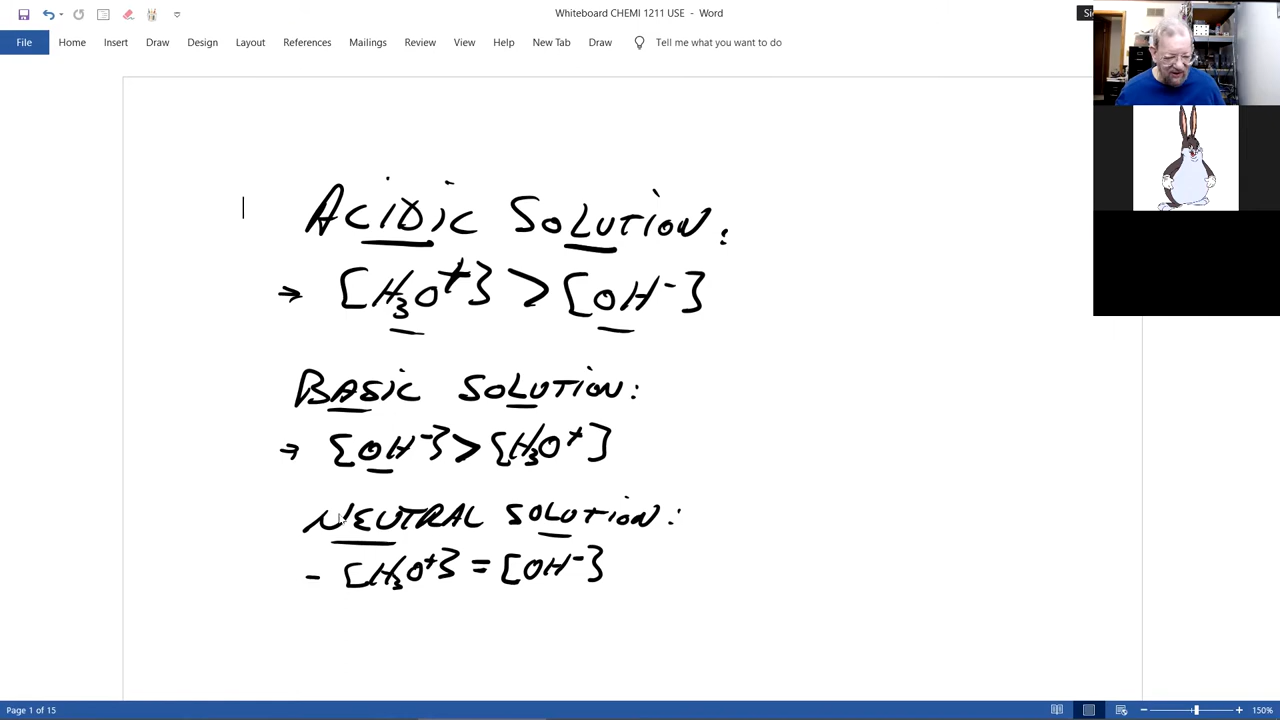 Whiteboard CHEMI 1211 USE - Word
File Home Insert Draw Design Layout References Mailings Review View Help New Tab Draw Tell me what you want to do
ACIDIC SOLUTION:
→ [H₃O⁺] > [OH⁻]
BASIC SOLUTION:
→ [OH⁻] > [H₃O⁺]
NEUTRAL SOLUTION:
- [H₃O⁺] = [OH⁻]
Page 1 of 15
150%